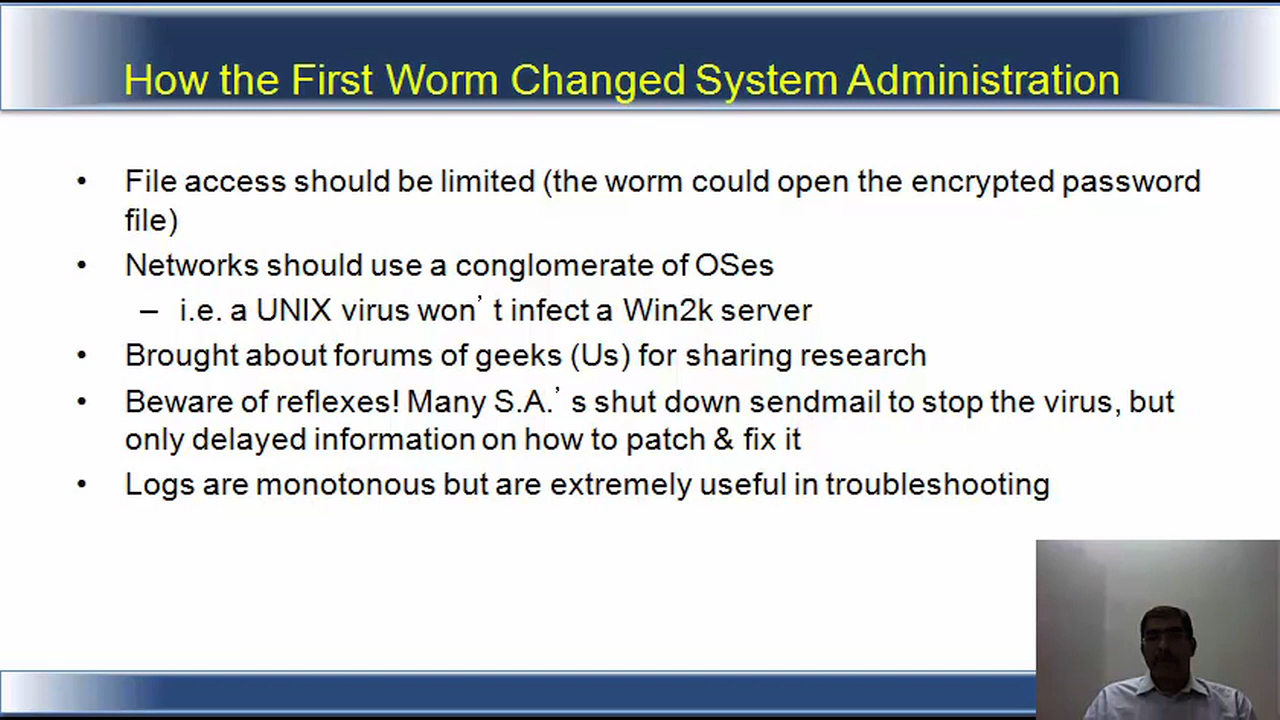 How the First Worm Changed System Administration
• File access should be limited (the worm could open the encrypted password
file)
• Networks should use a conglomerate of OSes
– i.e. a UNIX virus won’ t infect a Win2k server
• Brought about forums of geeks (Us) for sharing research
• Beware of reflexes! Many S.A.’ s shut down sendmail to stop the virus, but
only delayed information on how to patch & fix it
• Logs are monotonous but are extremely useful in troubleshooting